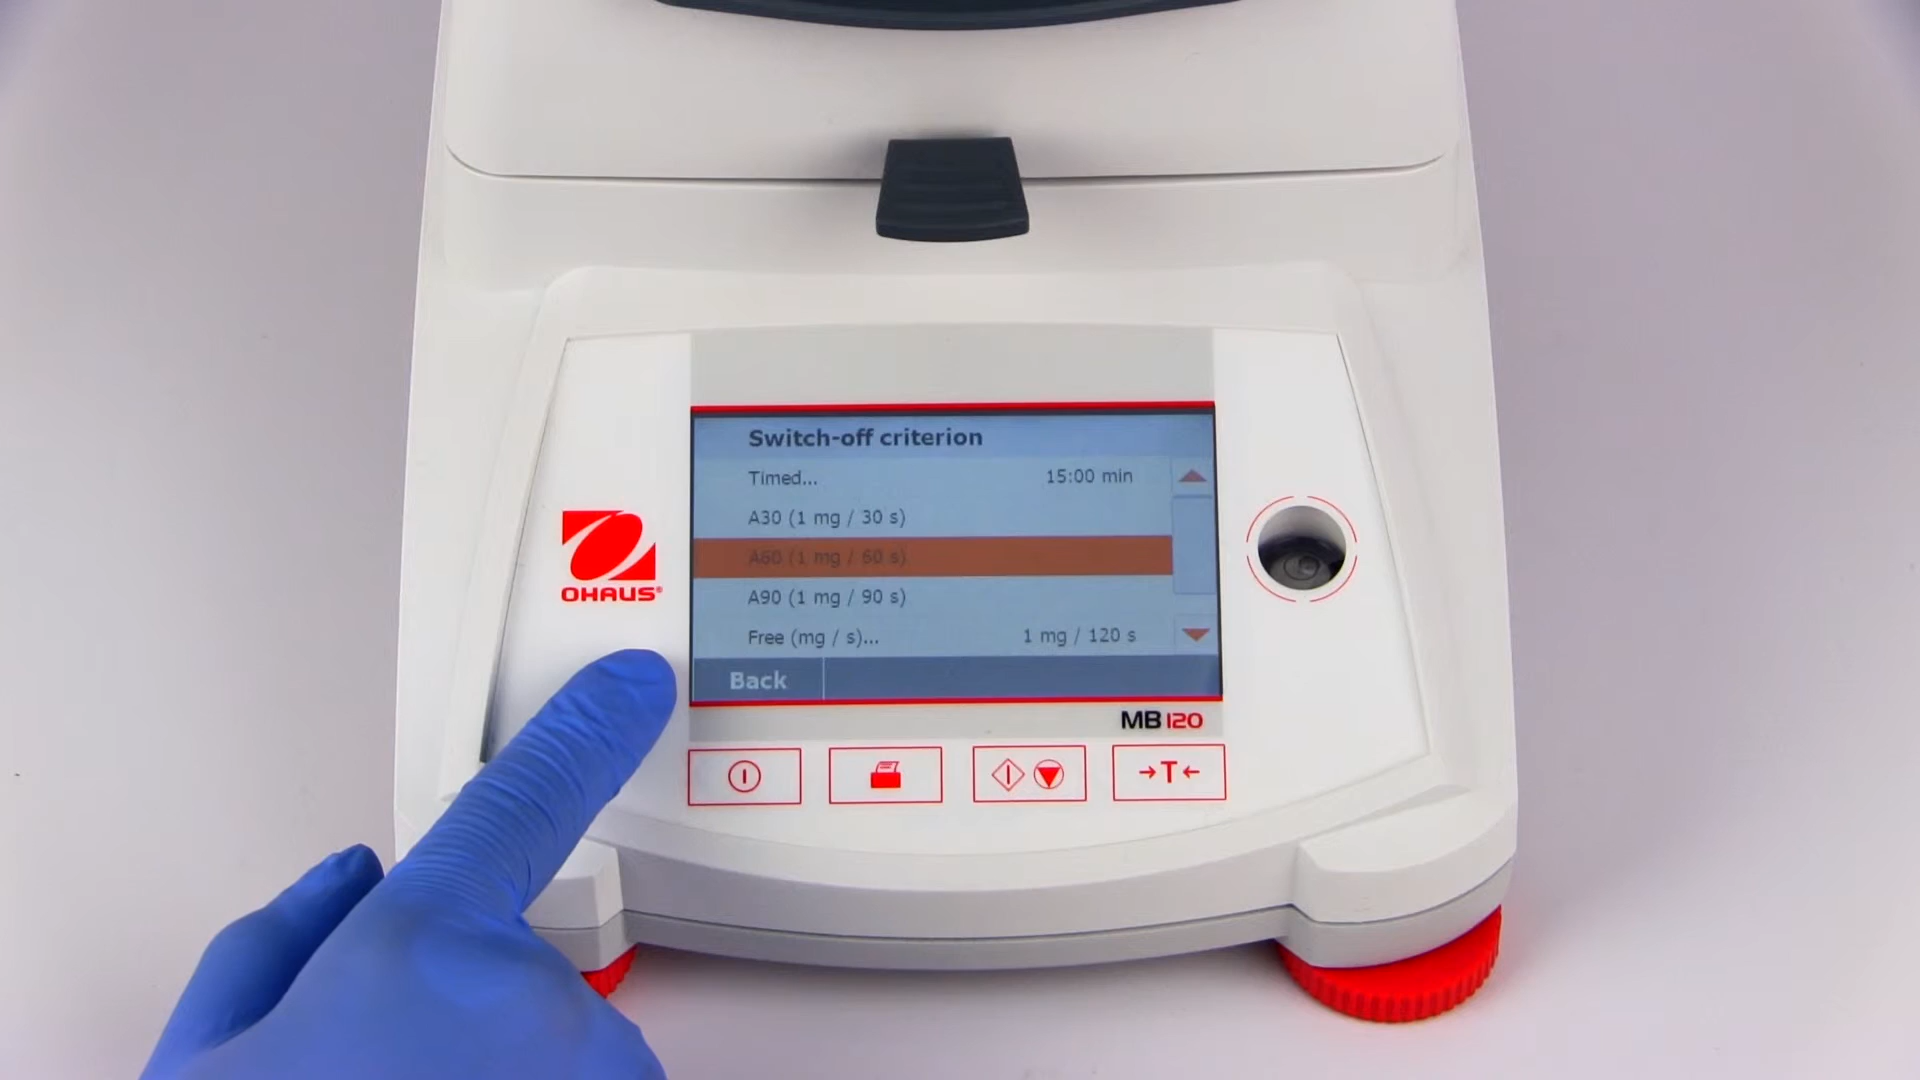 Switch-off criterion
Timed... 15:00 min
A30 (1 mg / 30 s)
A60 (1 mg / 60 s)
A90 (1 mg / 90 s)
Free (mg / s)... 1 mg / 120 s
Back
OHAUS®
MB120
→T←